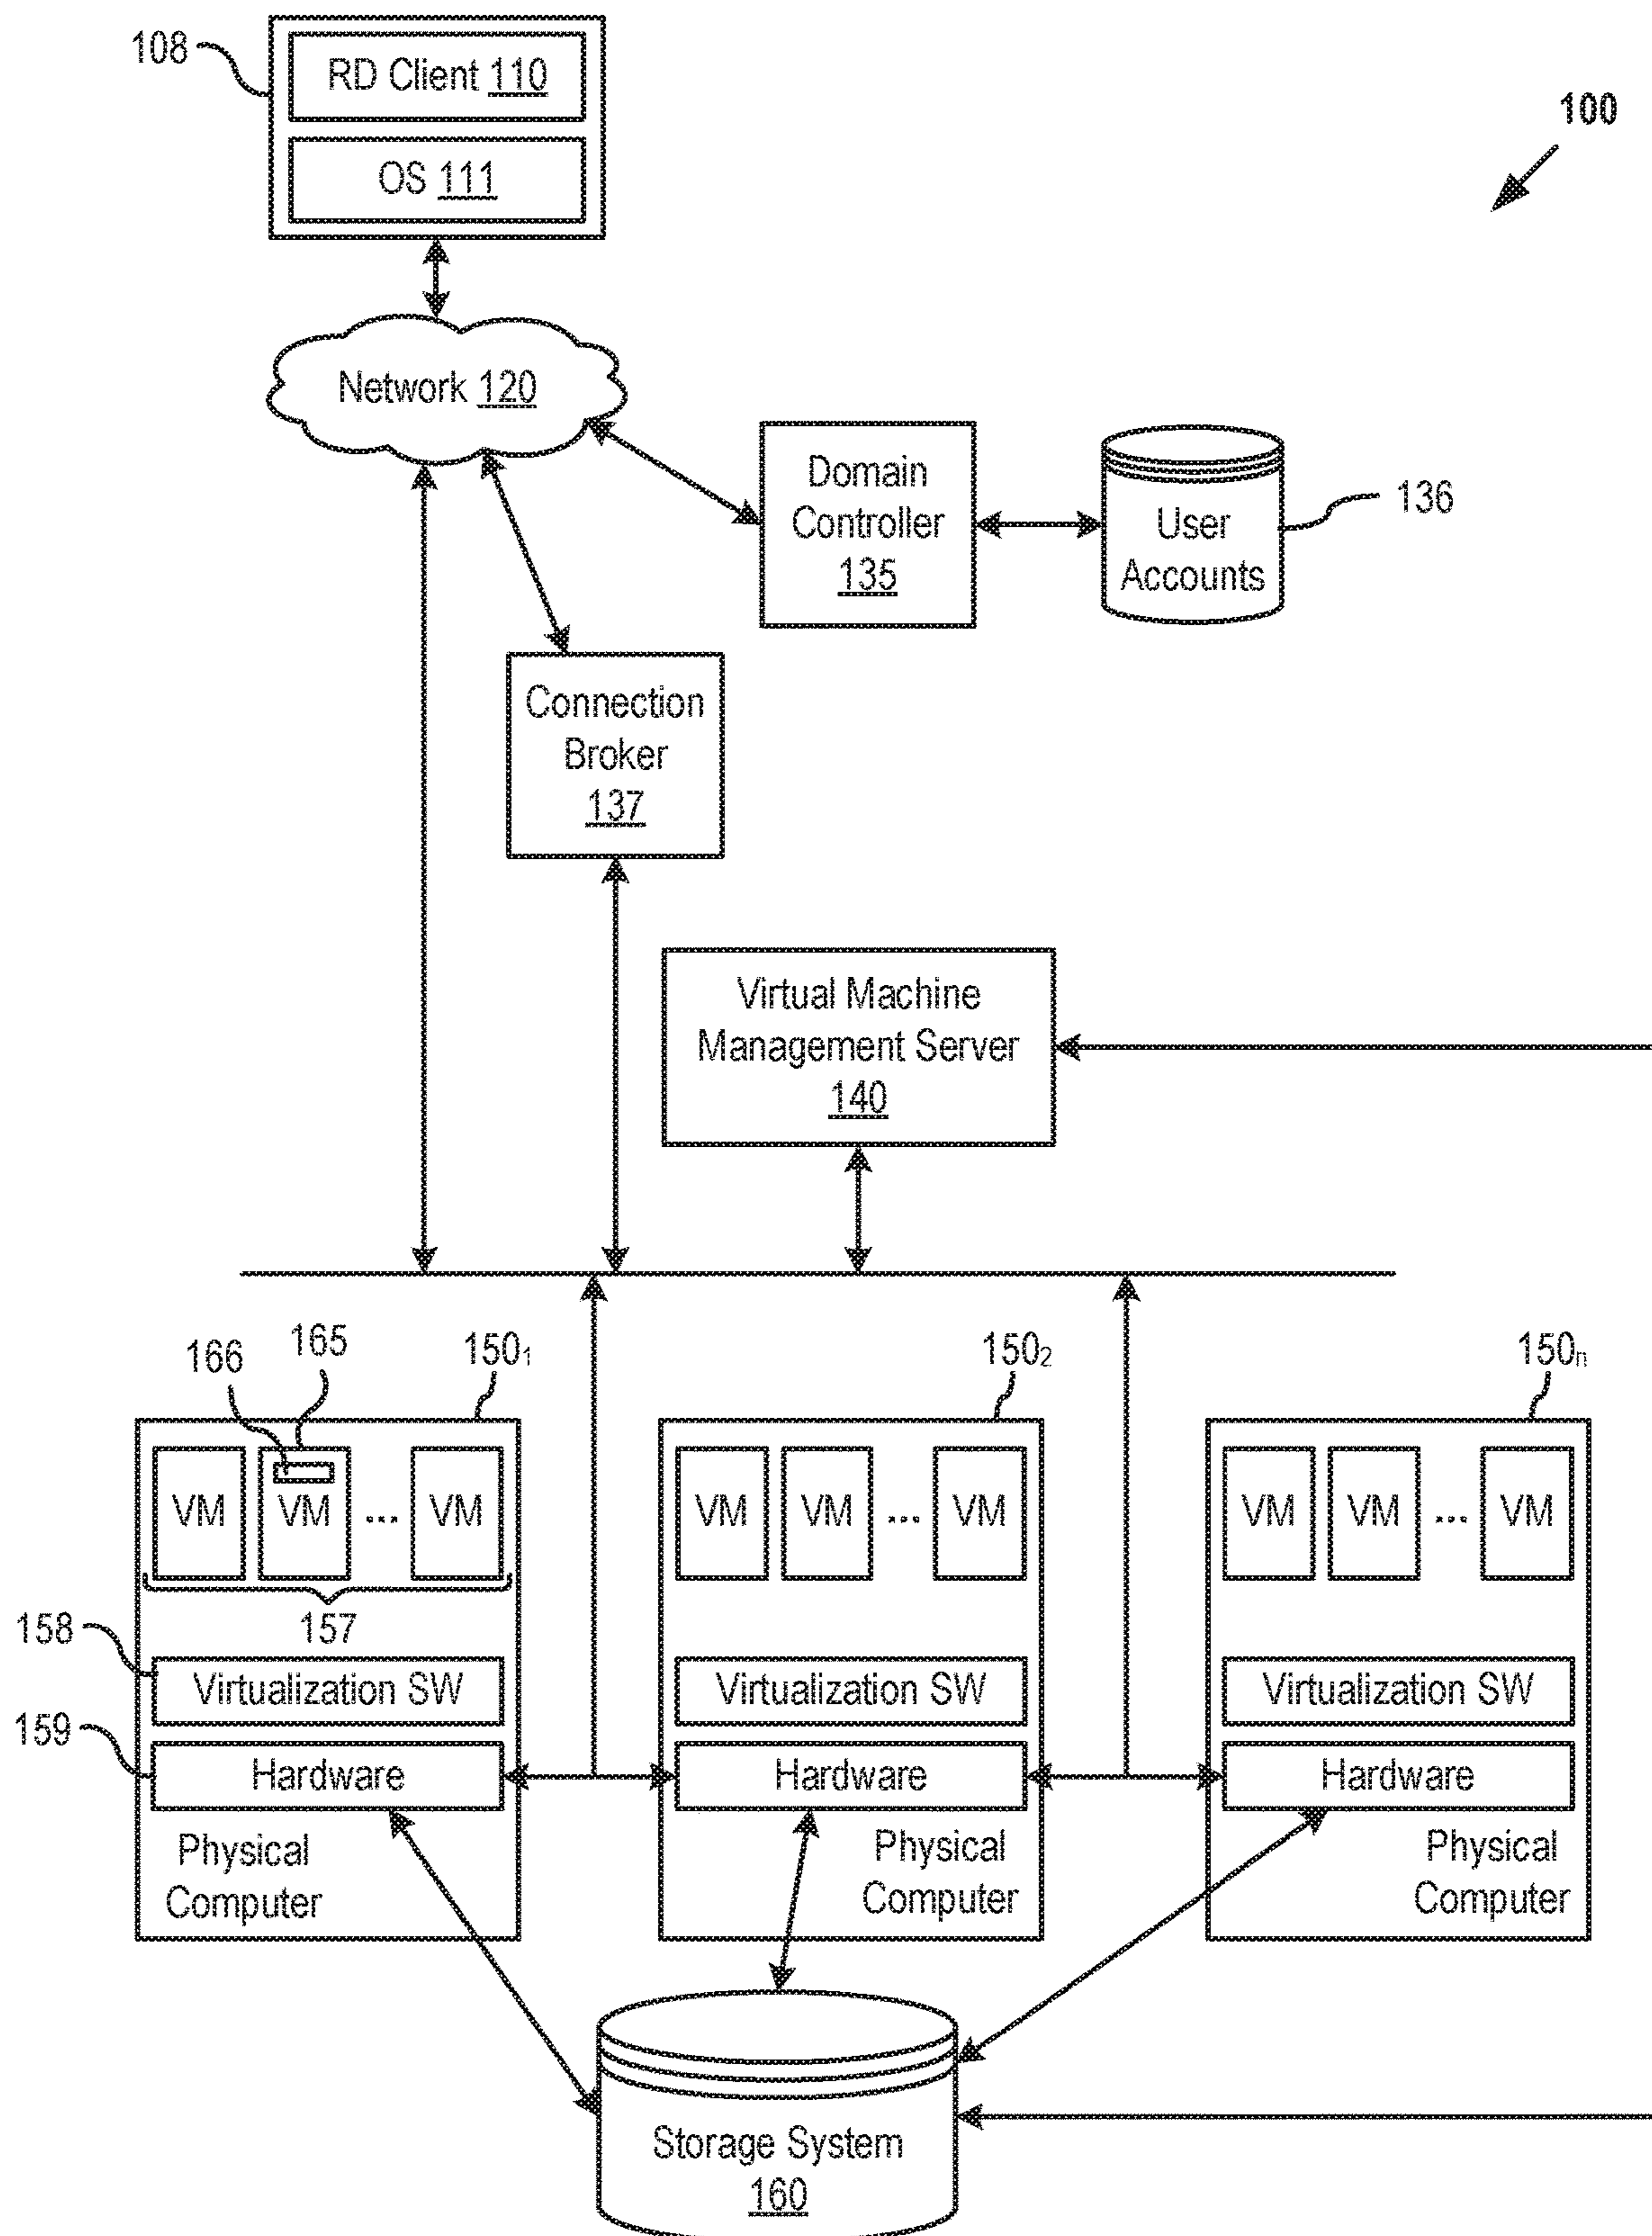 108
RD Client 110
OS 111
100
Network 120
Domain
Controller
135
User
Accounts
136
Connection
Broker
137
Virtual Machine
Management Server
140
166
165
150₁
150₂
150ₙ
VM
VM
...
VM
VM
VM
...
VM
VM
VM
...
VM
157
158
Virtualization SW
Virtualization SW
Virtualization SW
159
Hardware
Hardware
Hardware
Physical
Computer
Physical
Computer
Physical
Computer
Storage System
160